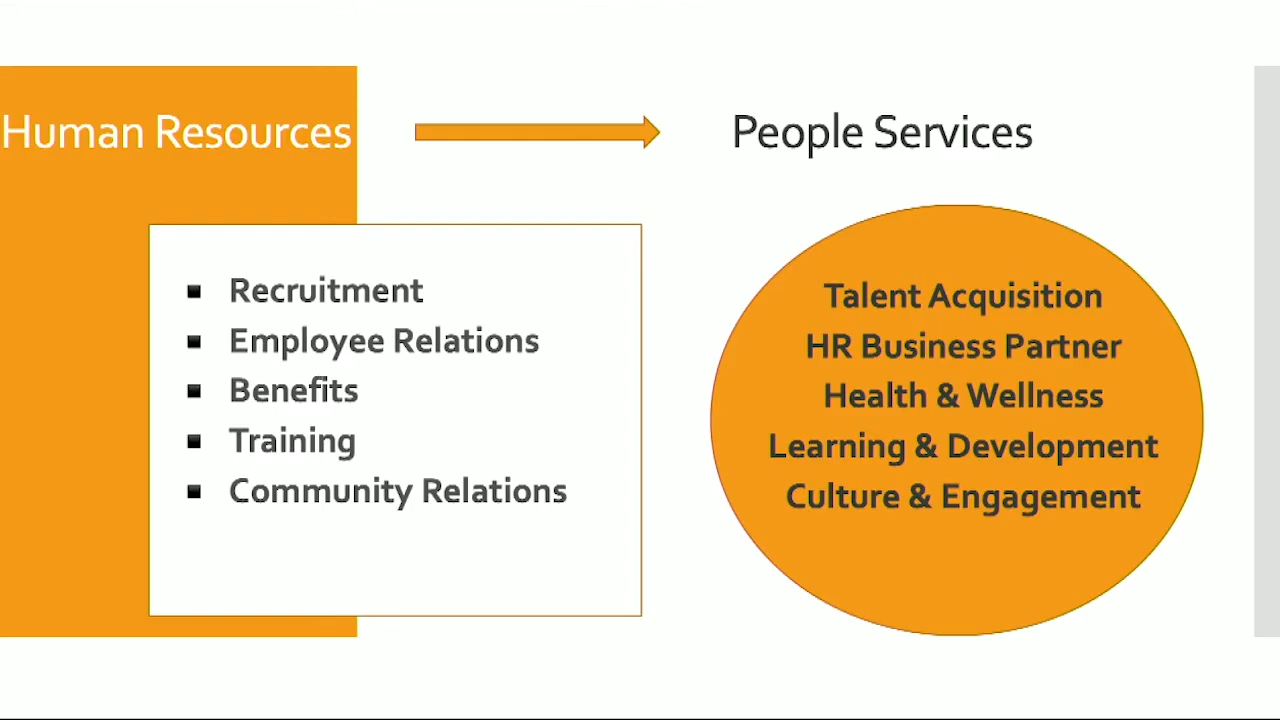 Human Resources
People Services
Recruitment
Employee Relations
Benefits
Training
Community Relations
Talent Acquisition
HR Business Partner
Health & Wellness
Learning & Development
Culture & Engagement